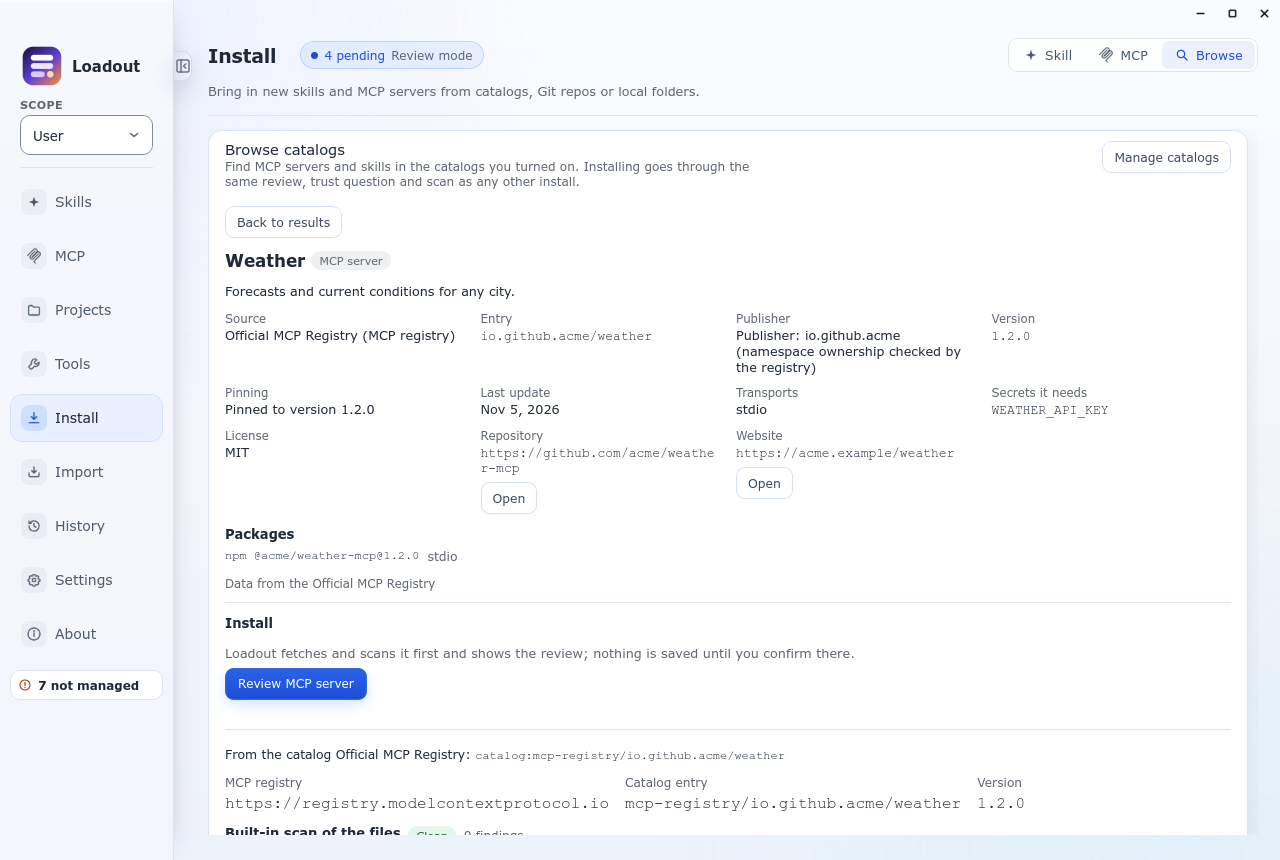 Loadout
SCOPE
User
Skills
MCP
Projects
Tools
Install
Import
History
Settings
About
7 not managed
Install
4 pending Review mode
Skill
MCP
Browse
Bring in new skills and MCP servers from catalogs, Git repos or local folders.
Browse catalogs
Find MCP servers and skills in the catalogs you turned on. Installing goes through the
same review, trust question and scan as any other install.
Manage catalogs
Back to results
Weather MCP server
Forecasts and current conditions for any city.
Source
Official MCP Registry (MCP registry)
Entry
io.github.acme/weather
Publisher
Publisher: io.github.acme
(namespace ownership checked by
the registry)
Version
1.2.0
Pinning
Pinned to version 1.2.0
Last update
Nov 5, 2026
Transports
stdio
Secrets it needs
WEATHER_API_KEY
License
MIT
Repository
https://github.com/acme/weathe
r-mcp
Open
Website
https://acme.example/weather
Open
Packages
npm @acme/weather-mcp@1.2.0 stdio
Data from the Official MCP Registry
Install
Loadout fetches and scans it first and shows the review; nothing is saved until you confirm there.
Review MCP server
From the catalog Official MCP Registry: catalog:mcp-registry/io.github.acme/weather
MCP registry
https://registry.modelcontextprotocol.io
Catalog entry
mcp-registry/io.github.acme/weather
Version
1.2.0
Built-in scan of the files Clean 0 findings